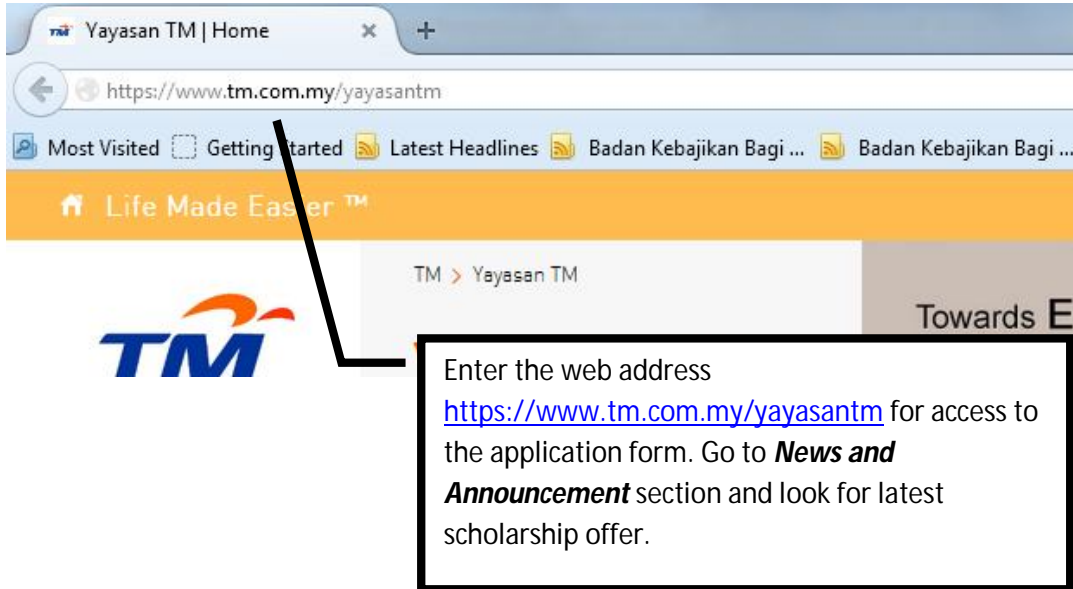 TM Yayasan TM | Home × +
https://www.tm.com.my/yayasantm
Most Visited Getting Started Latest Headlines Badan Kebajikan Bagi ... Badan Kebajikan Bagi ...
Life Made Easier ™
TM > Yayasan TM
Towards E
TM
Enter the web address
https://www.tm.com.my/yayasantm for access to
the application form. Go to News and
Announcement section and look for latest
scholarship offer.